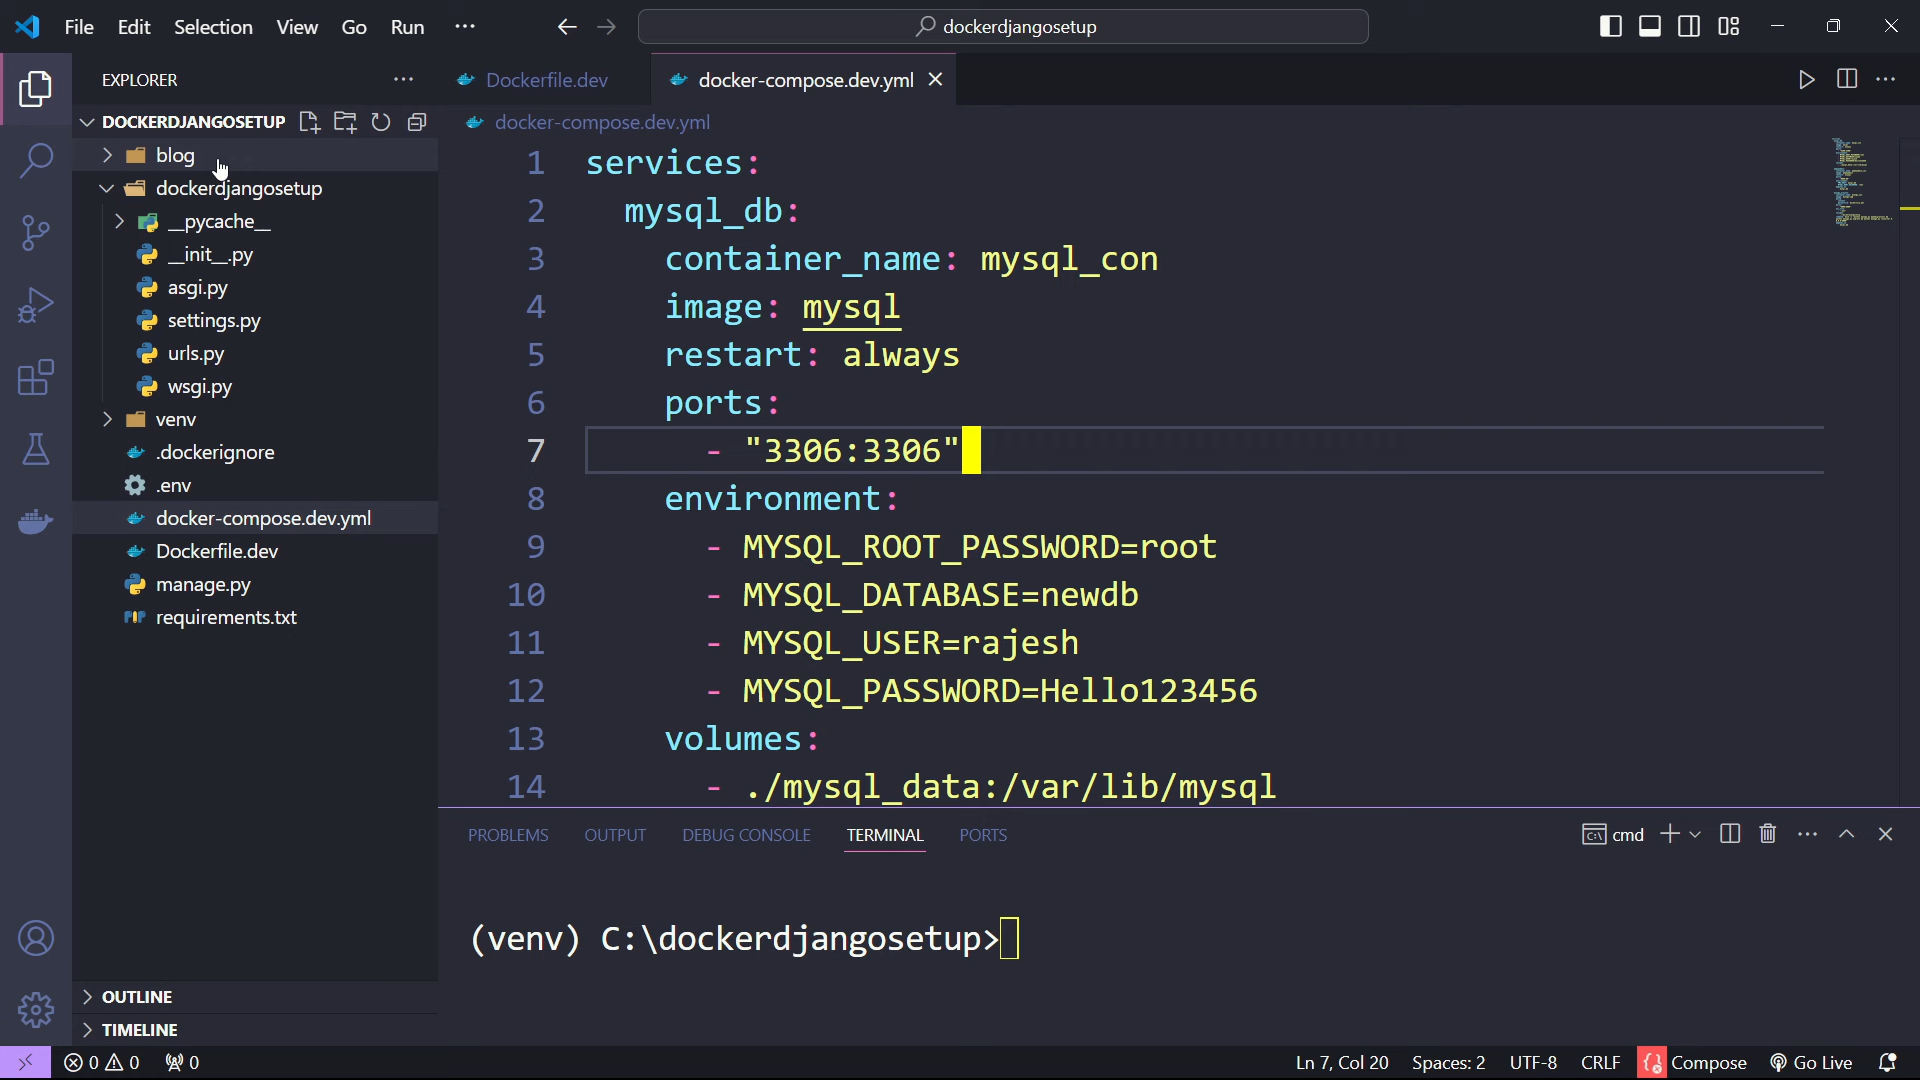 File Edit Selection View Go Run ··· dockerdjangosetup
EXPLORER ···
DOCKERDJANGOSETUP
blog
dockerdjangosetup
__pycache__
__init__.py
asgi.py
settings.py
urls.py
wsgi.py
venv
.dockerignore
.env
docker-compose.dev.yml
Dockerfile.dev
manage.py
requirements.txt
OUTLINE
TIMELINE
Dockerfile.dev docker-compose.dev.yml
docker-compose.dev.yml
1 services:
2 mysql_db:
3 container_name: mysql_con
4 image: mysql
5 restart: always
6 ports:
7 - "3306:3306"
8 environment:
9 - MYSQL_ROOT_PASSWORD=root
10 - MYSQL_DATABASE=newdb
11 - MYSQL_USER=rajesh
12 - MYSQL_PASSWORD=Hello123456
13 volumes:
14 - ./mysql_data:/var/lib/mysql
PROBLEMS OUTPUT DEBUG CONSOLE TERMINAL PORTS cmd
(venv) C:\dockerdjangosetup>
0 0 0 Ln 7, Col 20 Spaces: 2 UTF-8 CRLF Compose Go Live